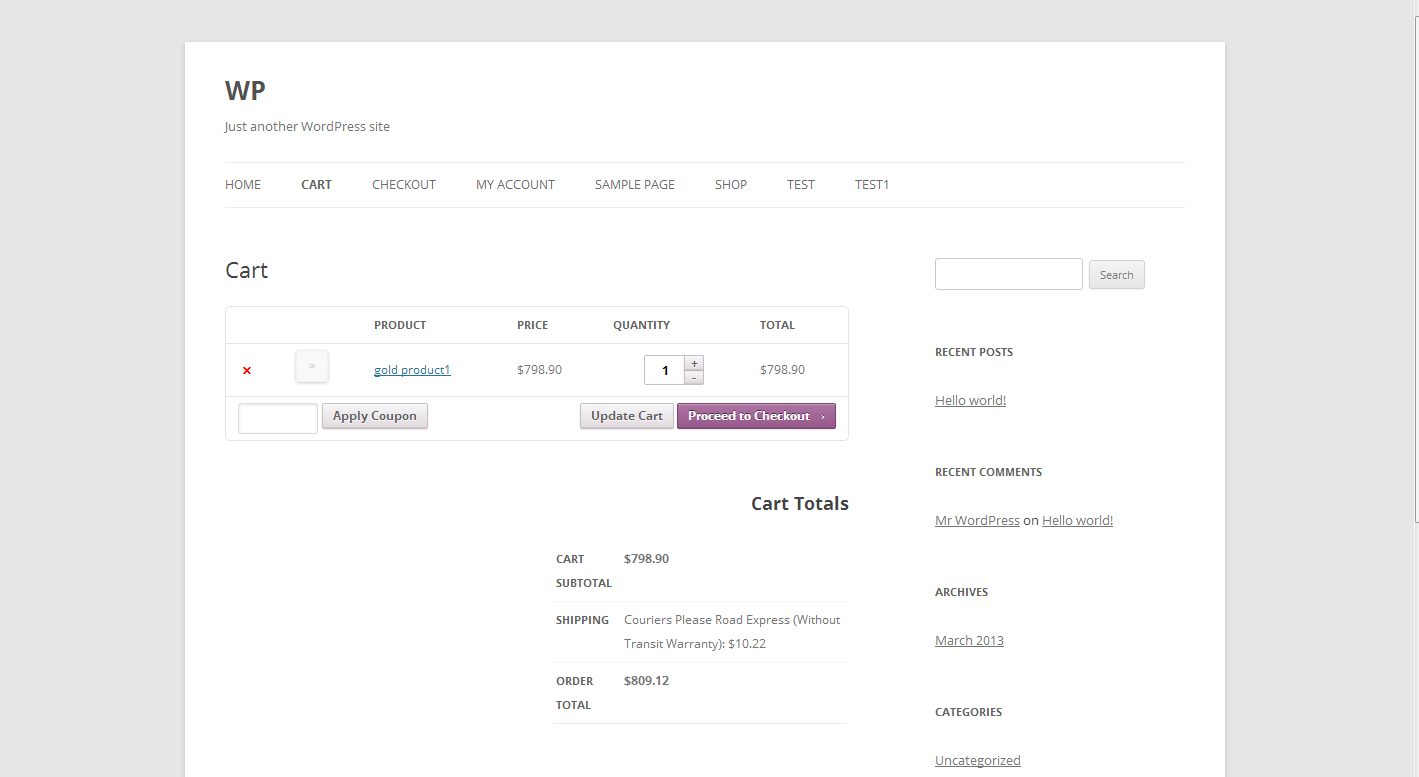 WP
Just another WordPress site
HOME CART CHECKOUT MY ACCOUNT SAMPLE PAGE SHOP TEST TEST1
Cart
PRODUCT PRICE QUANTITY TOTAL
× gold product1 $798.90 1 + - $798.90
Apply Coupon Update Cart Proceed to Checkout ›
Cart Totals
CART SUBTOTAL $798.90
SHIPPING Couriers Please Road Express (Without
Transit Warranty): $10.22
ORDER TOTAL $809.12
Search
RECENT POSTS
Hello world!
RECENT COMMENTS
Mr WordPress on Hello world!
ARCHIVES
March 2013
CATEGORIES
Uncategorized